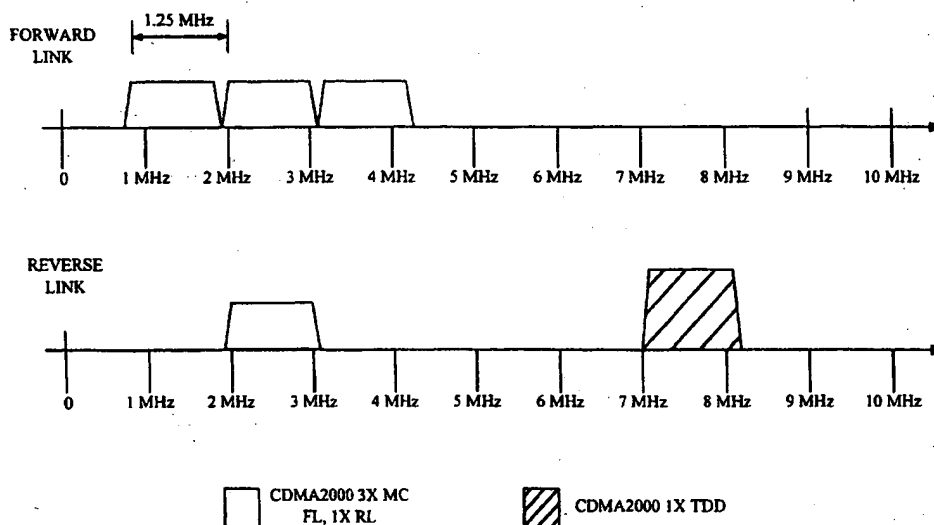 1.25 MHz
FORWARD
LINK
0 1 MHz 2 MHz 3 MHz 4 MHz 5 MHz 6 MHz 7 MHz 8 MHz 9 MHz 10 MHz
REVERSE
LINK
0 1 MHz 2 MHz 3 MHz 4 MHz 5 MHz 6 MHz 7 MHz 8 MHz 9 MHz 10 MHz
CDMA2000 3X MC
FL, 1X RL
CDMA2000 1X TDD